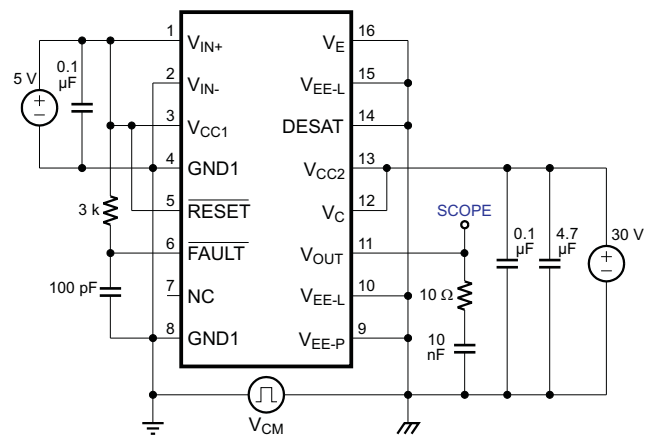 1
V_IN+
V_E
16
2
V_IN-
V_EE-L
15
5 V
0.1
µF
3
V_CC1
DESAT
14
4
GND1
V_CC2
13
3 k
5
RESET
V_C
12
SCOPE
6
FAULT
V_OUT
11
0.1
µF
4.7
µF
30 V
100 pF
7
NC
V_EE-L
10
10 Ω
8
GND1
V_EE-P
9
10
nF
V_CM